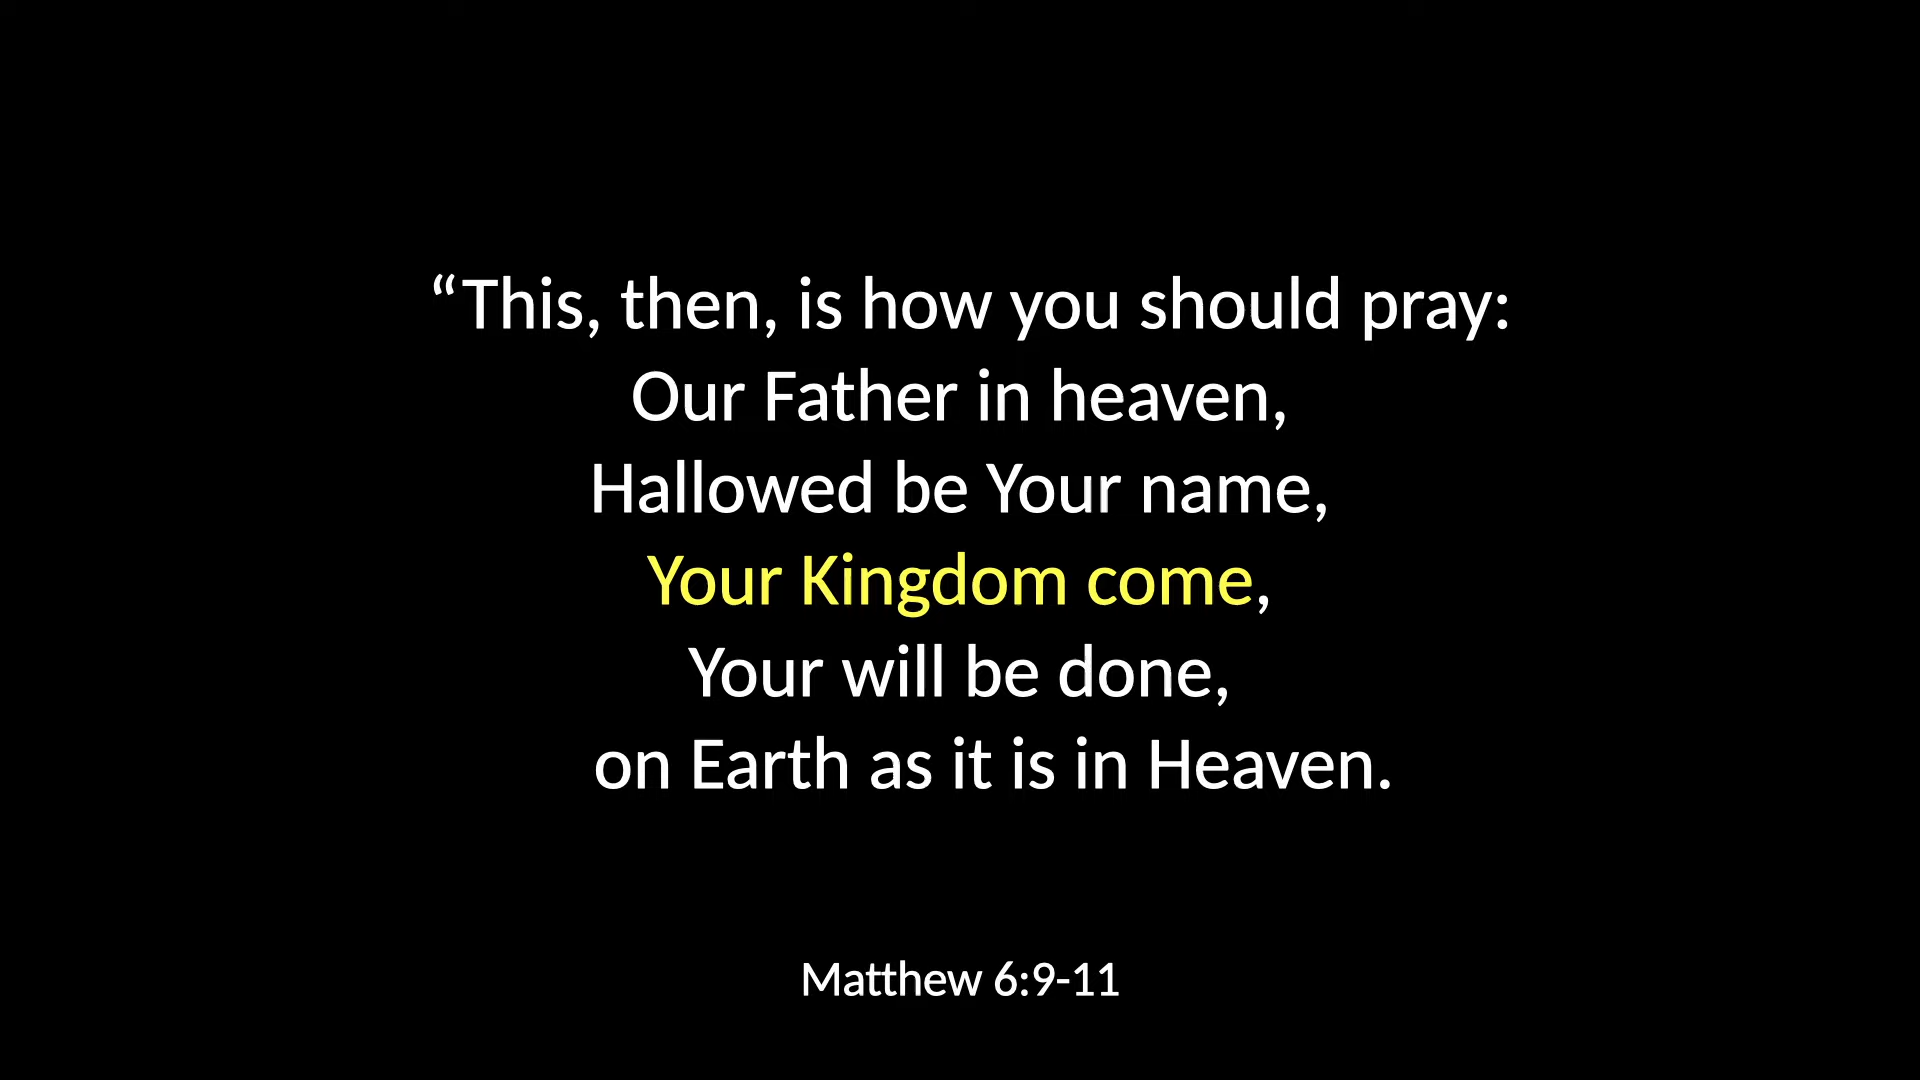 “This, then, is how you should pray:
Our Father in heaven,
Hallowed be Your name,
Your Kingdom come,
Your will be done,
on Earth as it is in Heaven.
Matthew 6:9-11